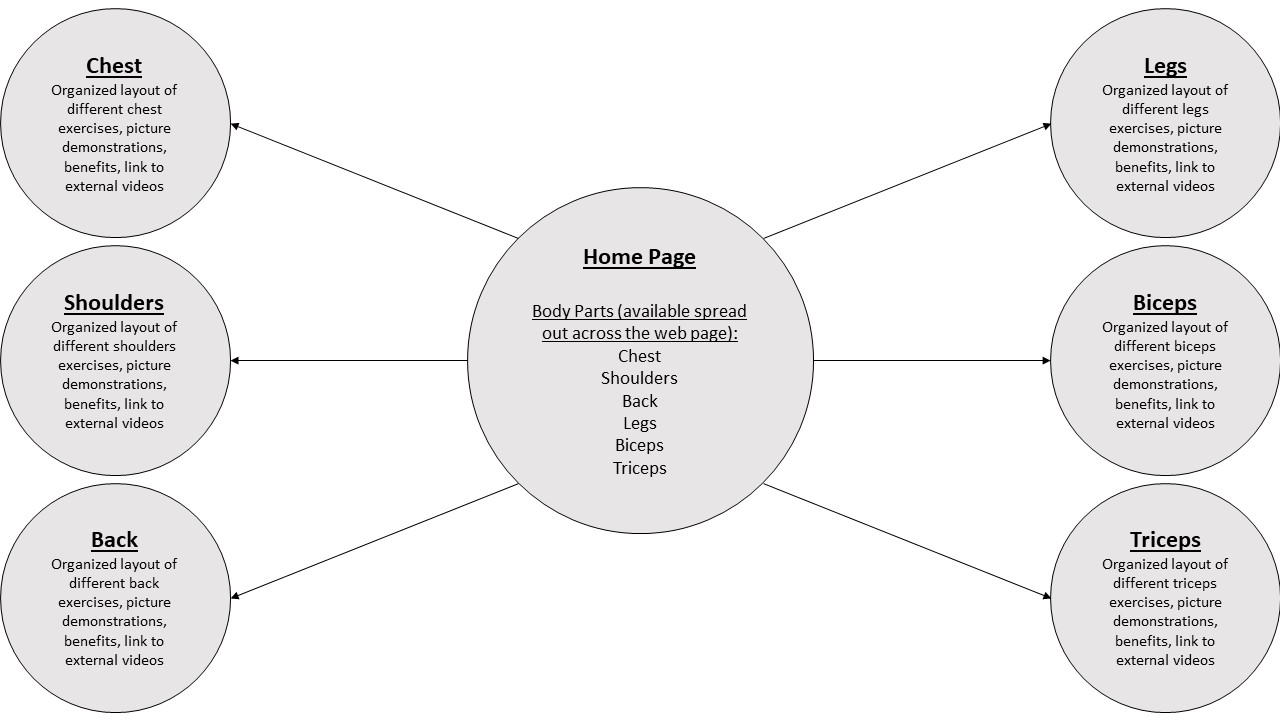 Chest
Organized layout of
different chest
exercises, picture
demonstrations,
benefits, link to
external videos
Shoulders
Organized layout of
different shoulders
exercises, picture
demonstrations,
benefits, link to
external videos
Back
Organized layout of
different back
exercises, picture
demonstrations,
benefits, link to
external videos
Home Page
Body Parts (available spread
out across the web page):
Chest
Shoulders
Back
Legs
Biceps
Triceps
Legs
Organized layout of
different legs
exercises, picture
demonstrations,
benefits, link to
external videos
Biceps
Organized layout of
different biceps
exercises, picture
demonstrations,
benefits, link to
external videos
Triceps
Organized layout of
different triceps
exercises, picture
demonstrations,
benefits, link to
external videos